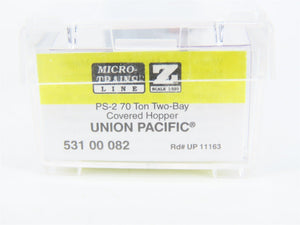 MICRO-
TRAINS®
LINE
Z
SCALE 1:220
PS-2 70 Ton Two-Bay
Covered Hopper
UNION PACIFIC®
531 00 082 Rd# UP 11163